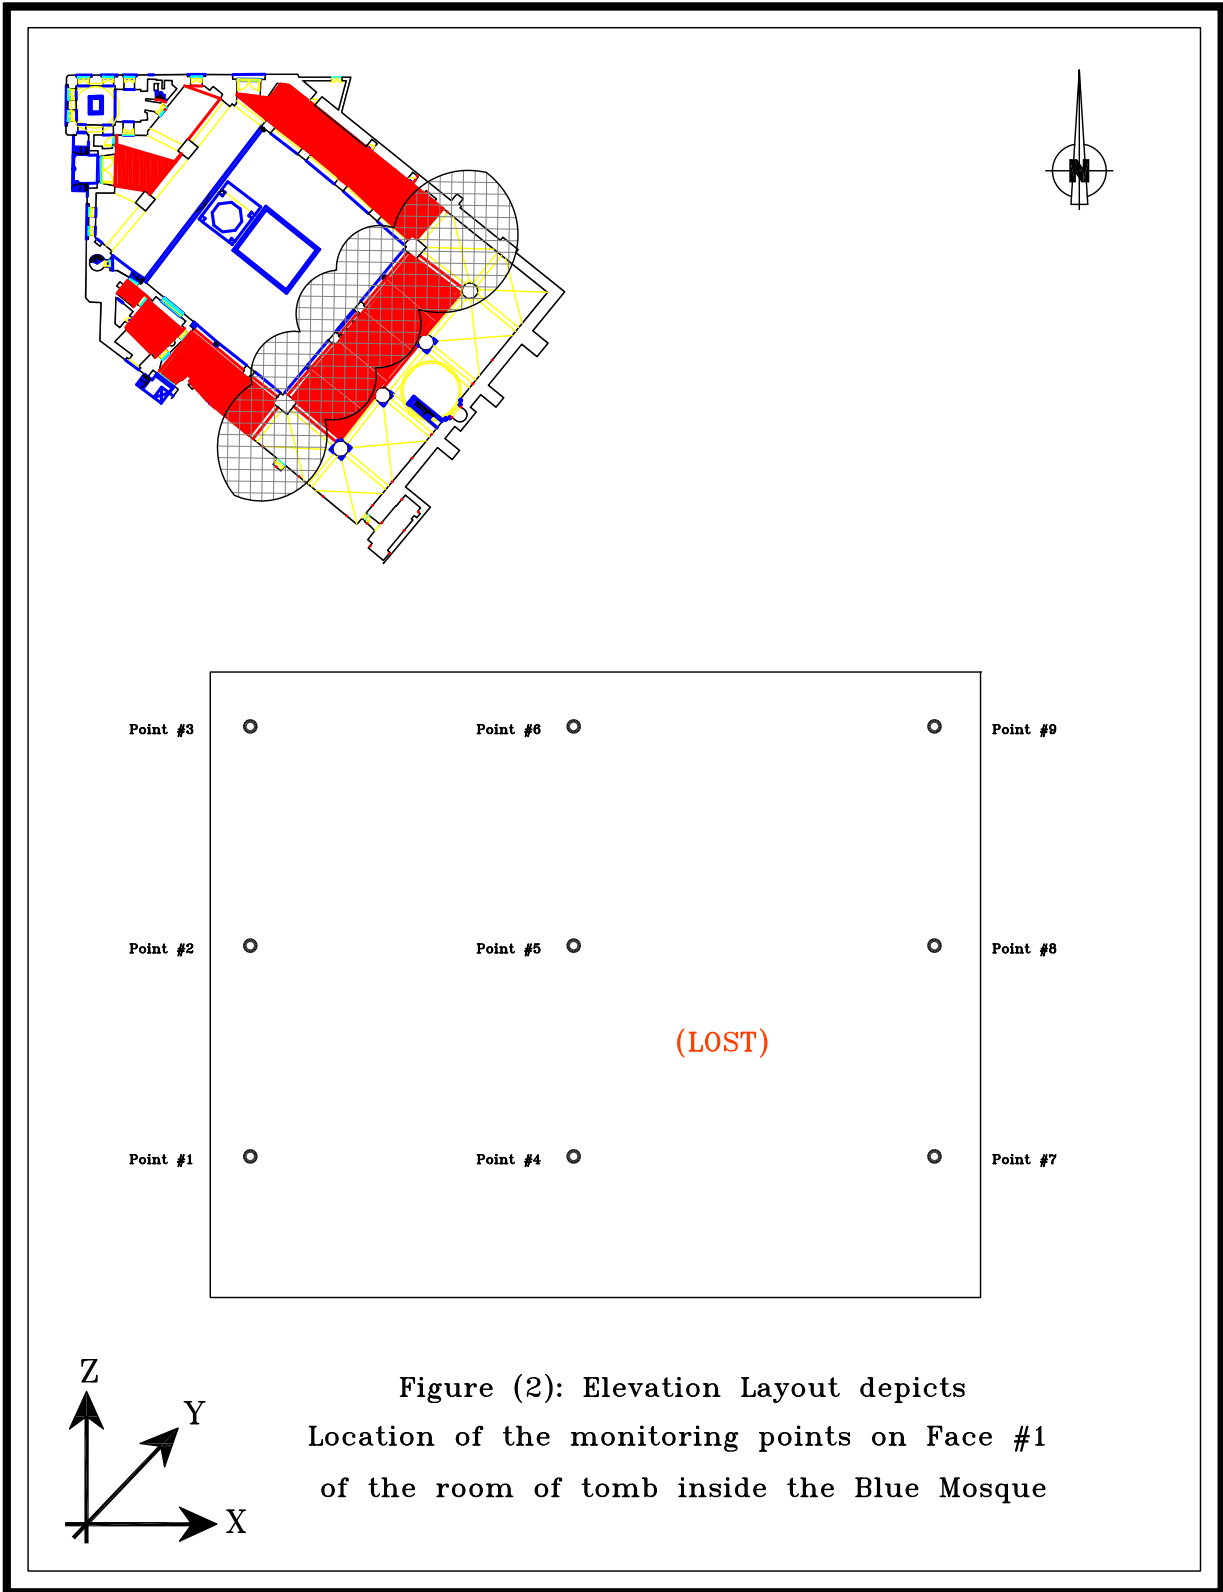 N
Point #3 Point #6 Point #9
Point #2 Point #5 Point #8
(LOST)
Point #1 Point #4 Point #7
Z
Y
X
Figure (2): Elevation Layout depicts
Location of the monitoring points on Face #1
of the room of tomb inside the Blue Mosque